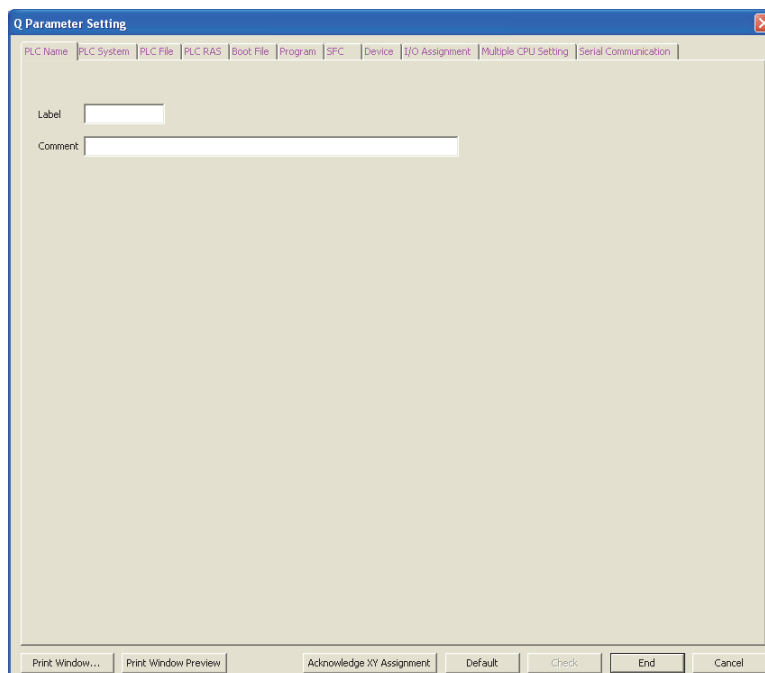 Q Parameter Setting
PLC Name PLC System PLC File PLC RAS Boot File Program SFC Device I/O Assignment Multiple CPU Setting Serial Communication
Label
Comment
Print Window... Print Window Preview Acknowledge XY Assignment Default Check End Cancel